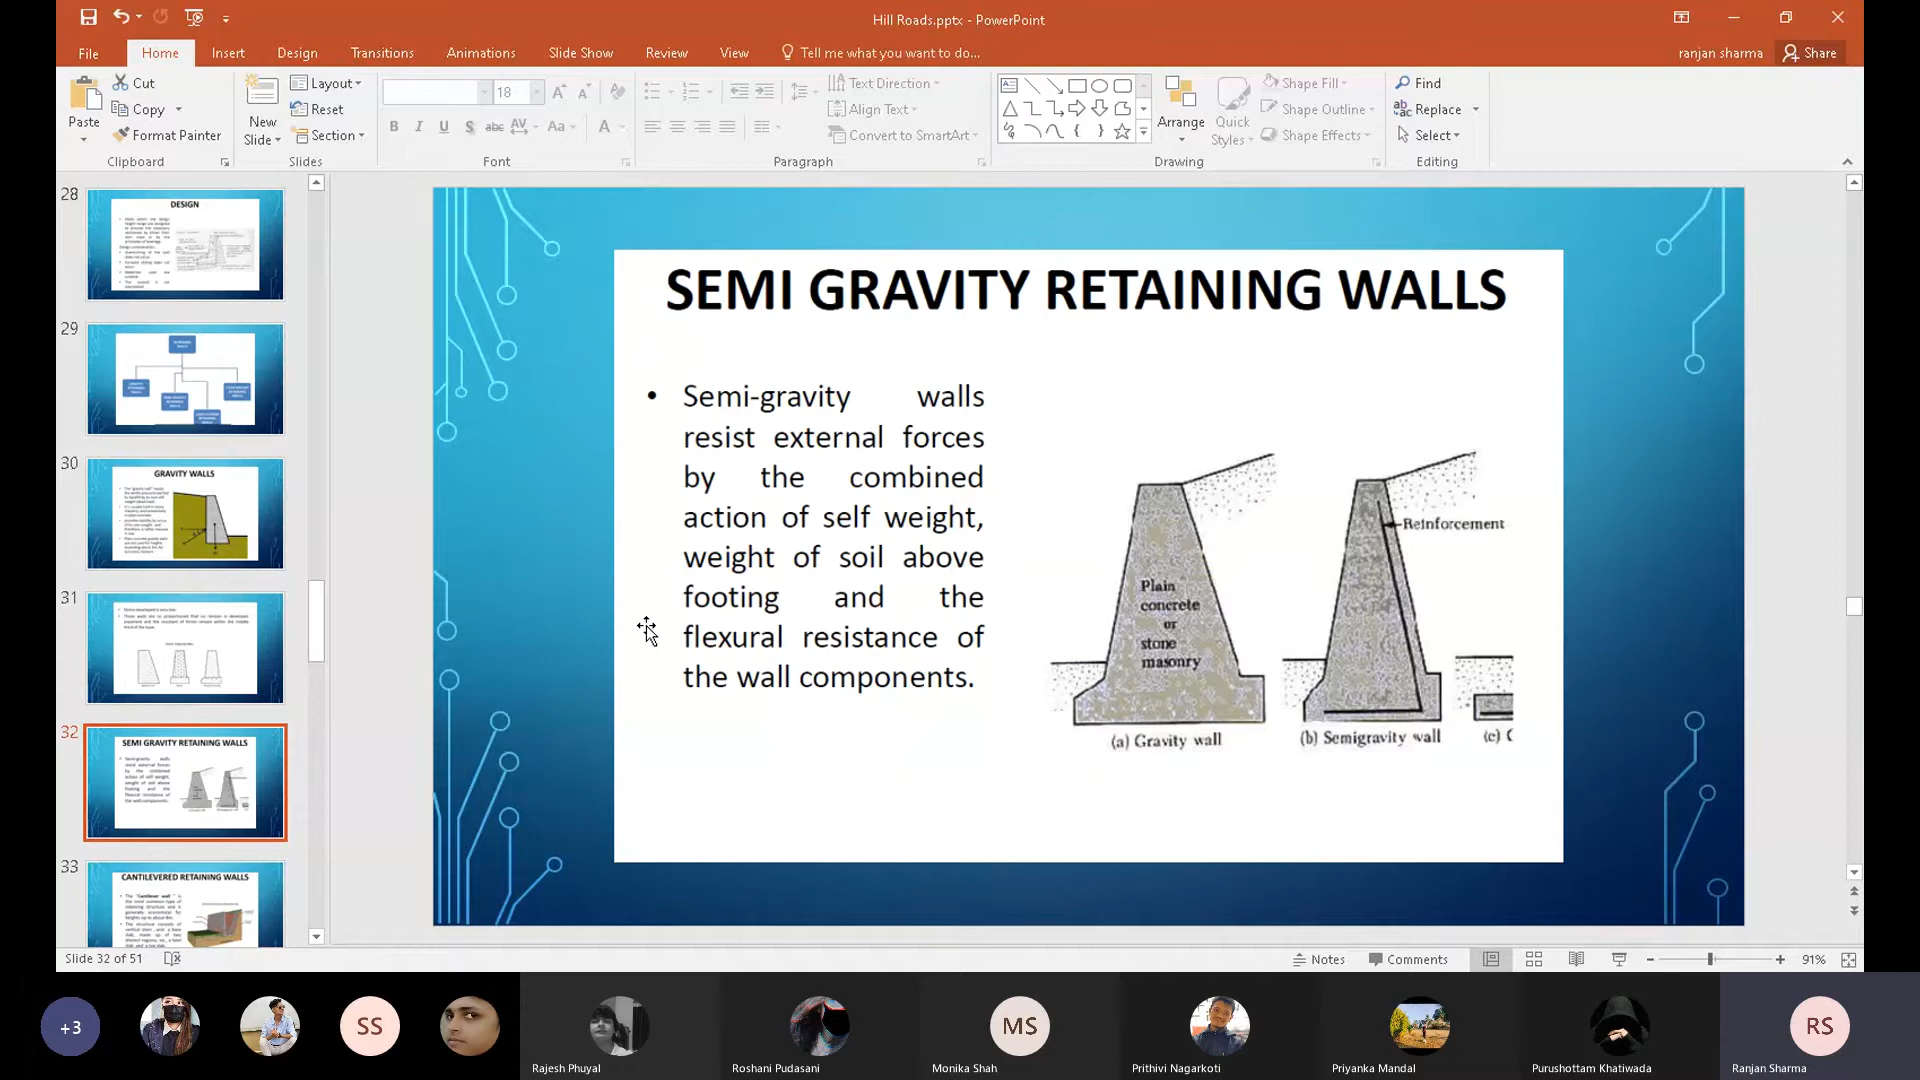 Hill Roads.pptx - PowerPoint
File
Home
Insert
Design
Transitions
Animations
Slide Show
Review
View
Tell me what you want to do...
ranjan sharma
Share
Paste
Cut
Copy
Format Painter
Clipboard
New
Slide
Layout
Reset
Section
Slides
18
Font
Text Direction
Align Text
Convert to SmartArt
Paragraph
Arrange
Quick
Styles
Shape Fill
Shape Outline
Shape Effects
Drawing
Find
Replace
Select
Editing
28
DESIGN
29
30
GRAVITY WALLS
31
32
SEMI GRAVITY RETAINING WALLS
33
CANTILEVERED RETAINING WALLS
SEMI GRAVITY RETAINING WALLS
• Semi-gravity walls
resist external forces
by the combined
action of self weight,
weight of soil above
footing and the
flexural resistance of
the wall components.
Plain
concrete
or
stone
masonry
Reinforcement
(a) Gravity wall
(b) Semigravity wall
(c) C
Slide 32 of 51
Notes
Comments
91%
+3
SS
MS
RS
Rajesh Phuyal
Roshani Pudasani
Monika Shah
Prithivi Nagarkoti
Priyanka Mandal
Purushottam Khatiwada
Ranjan Sharma